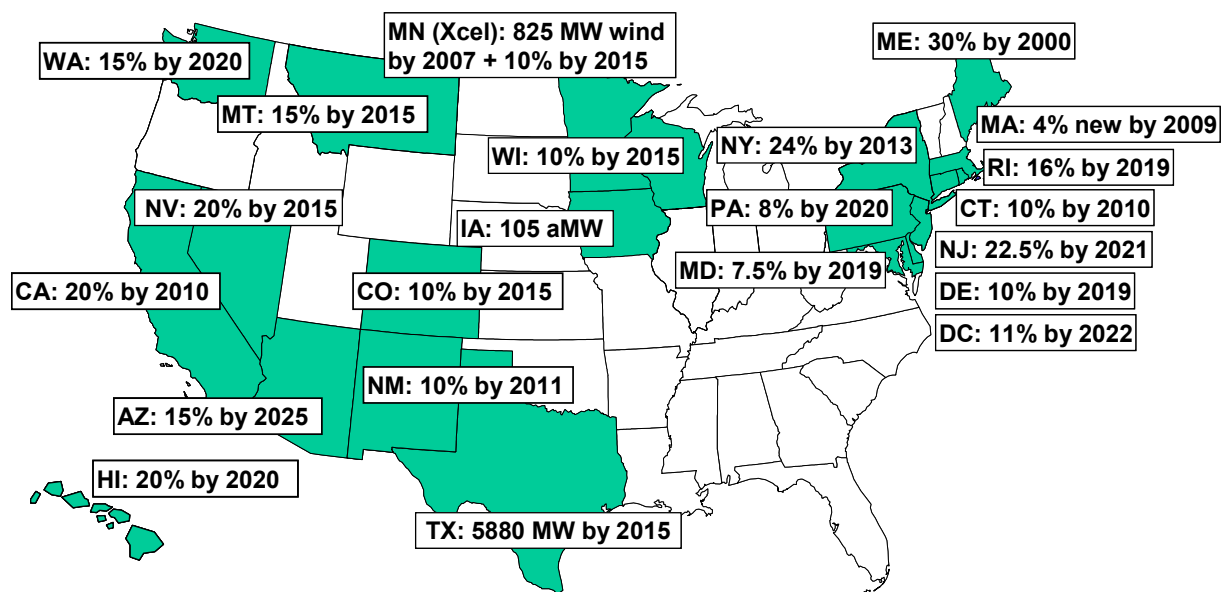 MN (Xcel): 825 MW wind
by 2007 + 10% by 2015
ME: 30% by 2000
WA: 15% by 2020
MT: 15% by 2015
MA: 4% new by 2009
WI: 10% by 2015
NY: 24% by 2013
RI: 16% by 2019
NV: 20% by 2015
IA: 105 aMW
PA: 8% by 2020
CT: 10% by 2010
NJ: 22.5% by 2021
MD: 7.5% by 2019
CA: 20% by 2010
CO: 10% by 2015
DE: 10% by 2019
DC: 11% by 2022
NM: 10% by 2011
AZ: 15% by 2025
HI: 20% by 2020
TX: 5880 MW by 2015